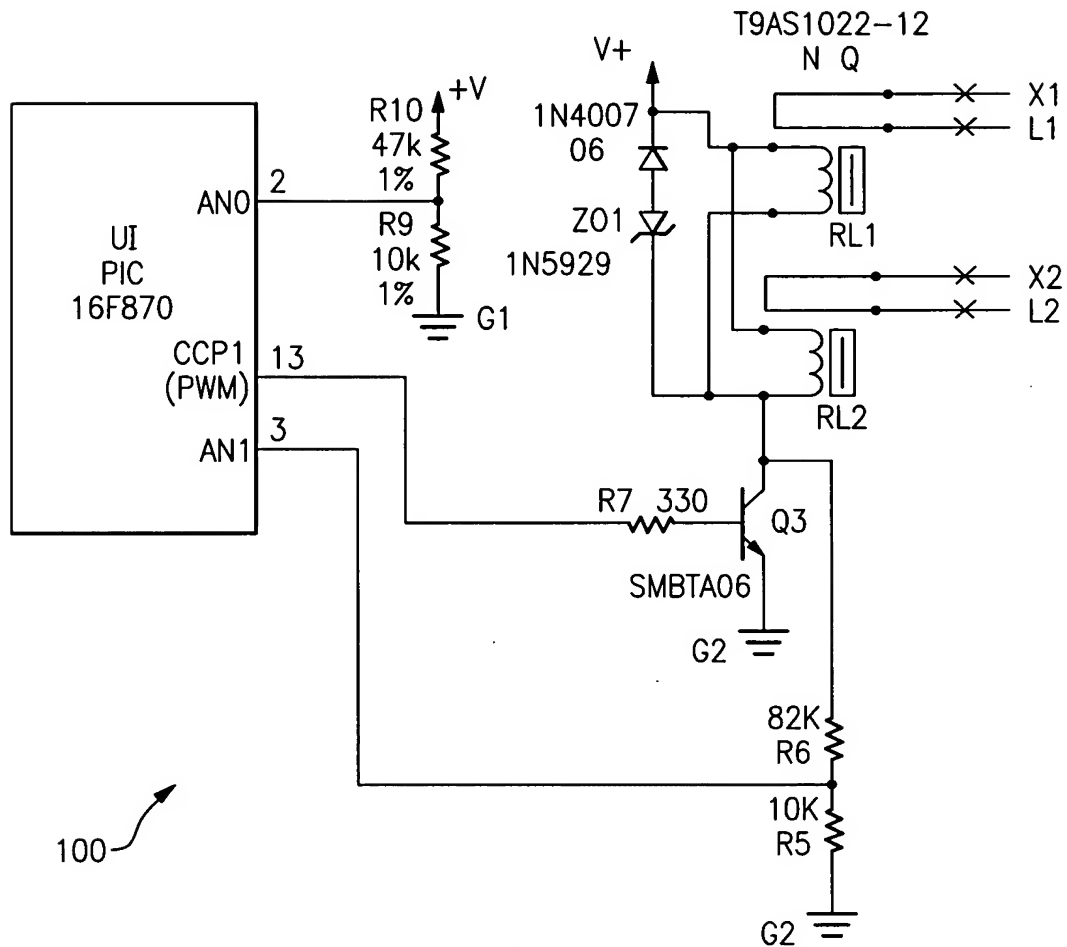 T9AS1022-12
N Q
V+
X1
L1
+V
R10
47k
1%
1N4007
06
2
AN0
UI
PIC
16F870
R9
10k
1%
G1
Z01
1N5929
RL1
X2
L2
CCP1
(PWM)
13
AN1
3
RL2
R7 330
Q3
SMBTA06
G2
82K
R6
10K
R5
100
G2